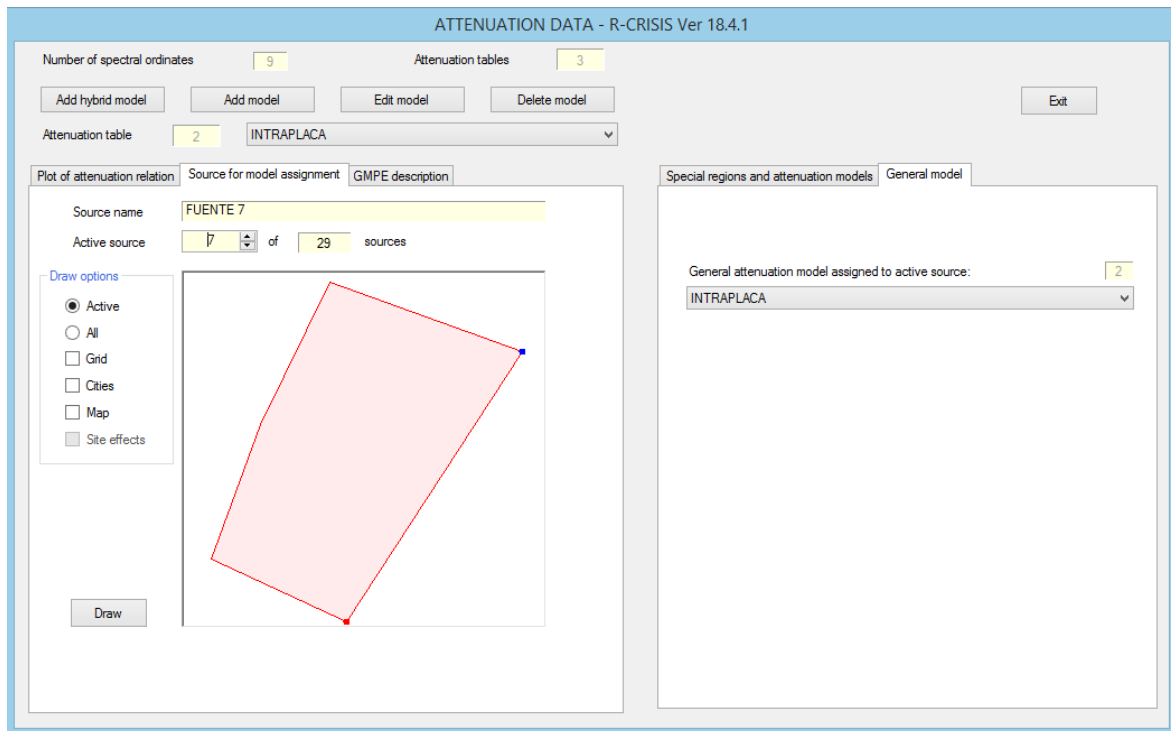 ATTENUATION DATA - R-CRISIS Ver 18.4.1
Number of spectral ordinates 9 Attenuation tables 3
Add hybrid model Add model Edit model Delete model Exit
Attenuation table 2 INTRAPLACA
Plot of attenuation relation Source for model assignment GMPE description
Source name FUENTE 7
Active source 7 of 29 sources
Draw options
Active
All
Grid
Cities
Map
Site effects
Draw
Special regions and attenuation models General model
General attenuation model assigned to active source: 2
INTRAPLACA